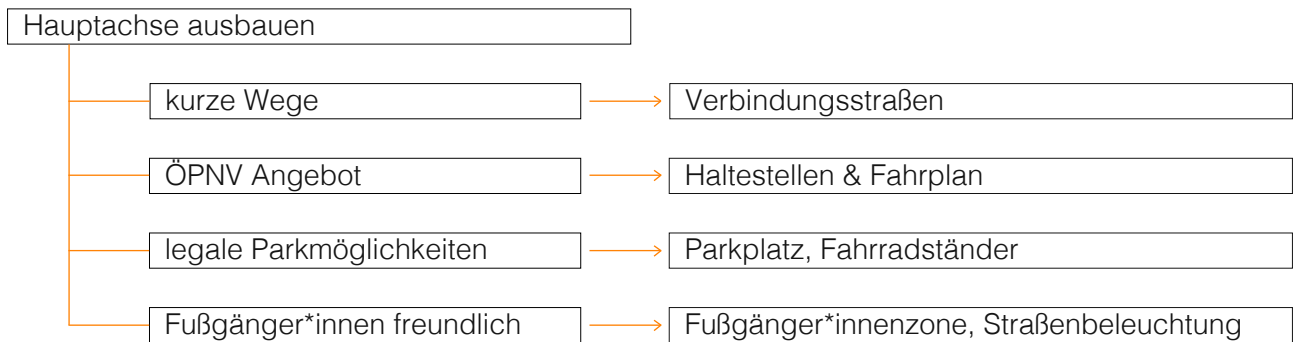 Hauptachse ausbauen
kurze Wege
Verbindungsstraßen
ÖPNV Angebot
Haltestellen & Fahrplan
legale Parkmöglichkeiten
Parkplatz, Fahrradständer
Fußgänger*innen freundlich
Fußgänger*innenzone, Straßenbeleuchtung